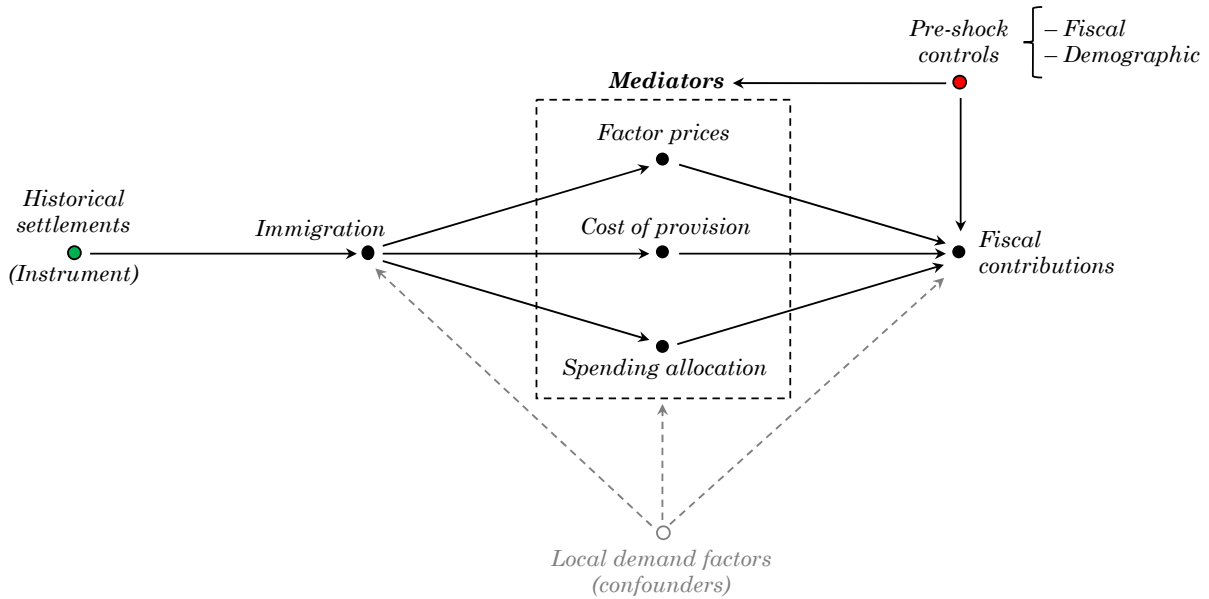 Pre-shock
controls
– Fiscal
– Demographic
Mediators
Factor prices
Historical
settlements
(Instrument)
Immigration
Cost of provision
Fiscal
contributions
Spending allocation
Local demand factors
(confounders)